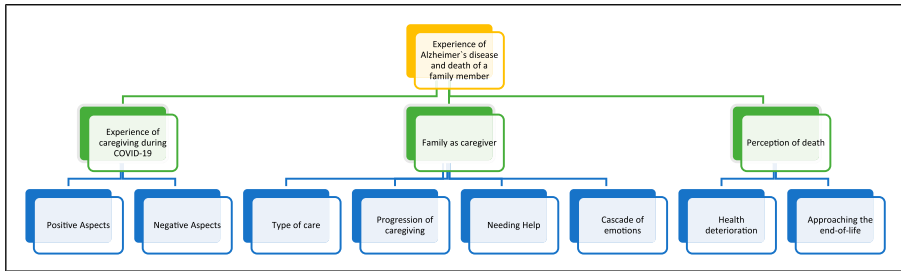 Experience of
Alzheimer`s disease
and death of a
family member
Experience of
caregiving during
COVID-19
Family as caregiver
Perception of death
Positive Aspects
Negative Aspects
Type of care
Progression of
caregiving
Needing Help
Cascade of
emotions
Health
deterioration
Approaching the
end-of-life